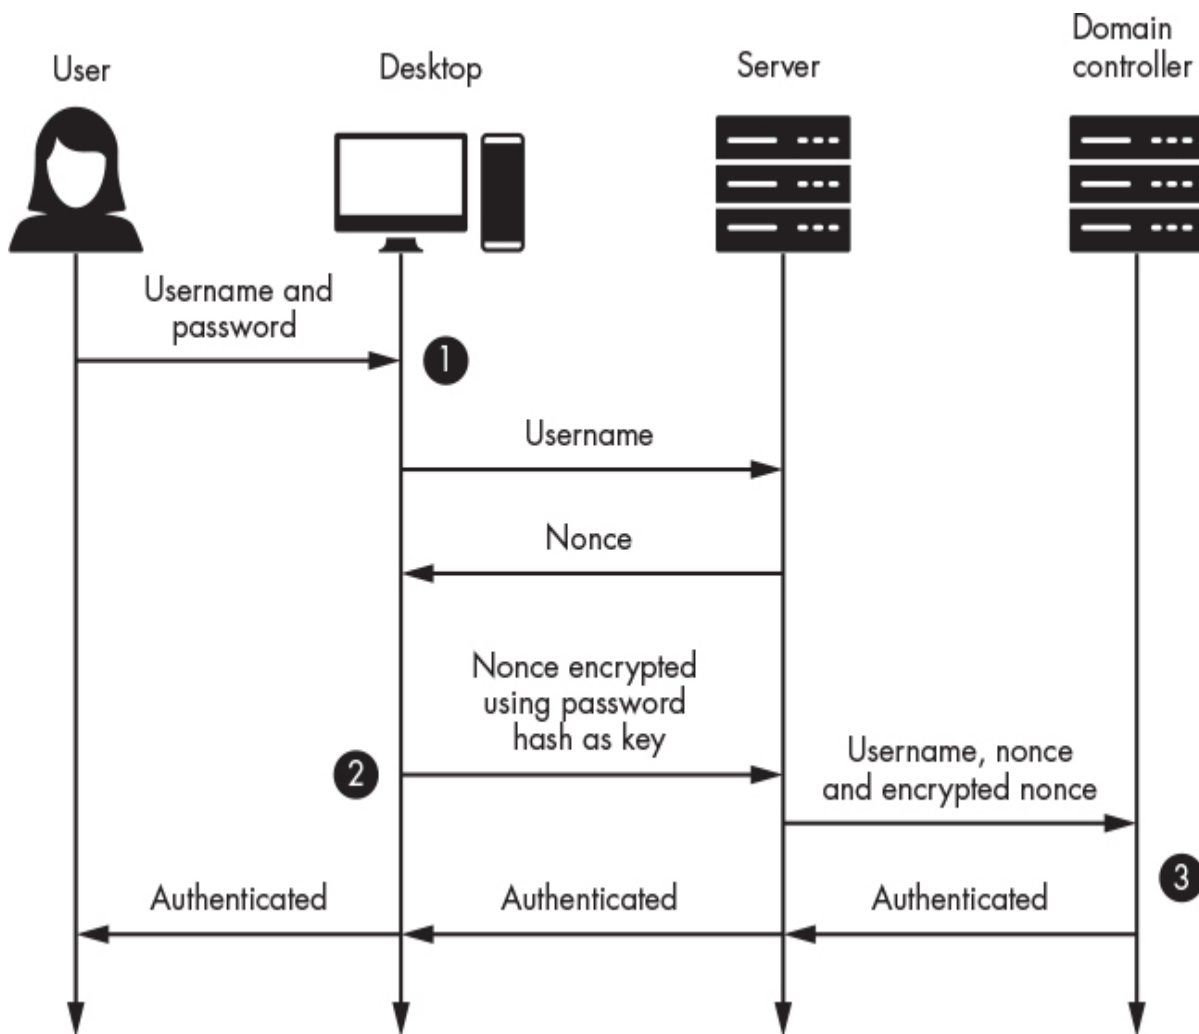 User
Desktop
Server
Domain
controller
Username and
password
1
Username
Nonce
Nonce encrypted
using password
hash as key
2
Username, nonce
and encrypted nonce
3
Authenticated
Authenticated
Authenticated